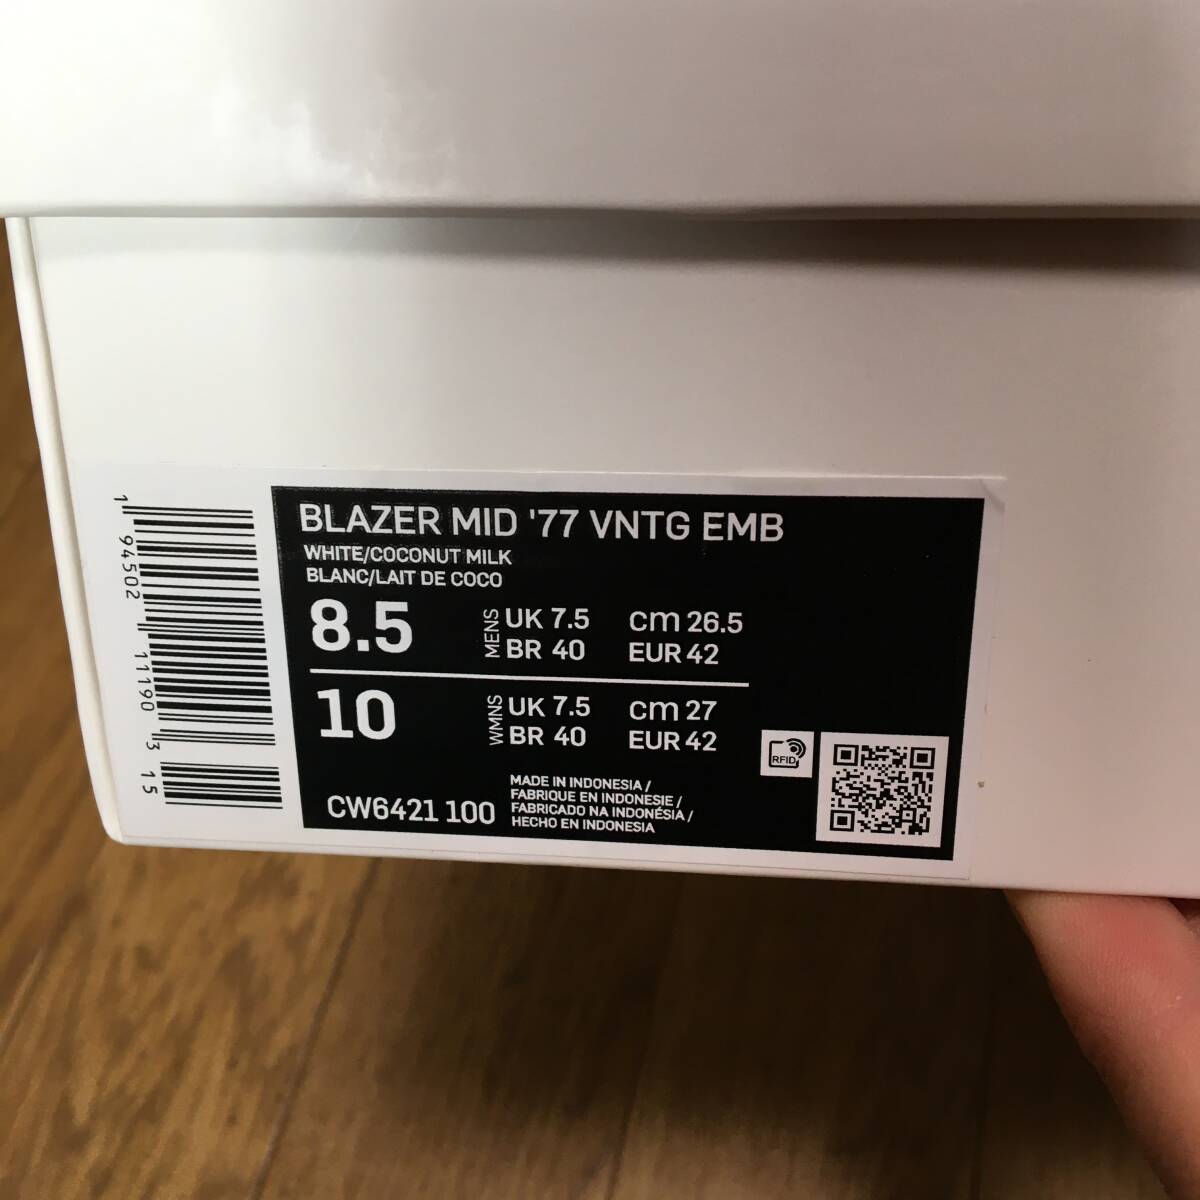 BLAZER MID '77 VNTG EMB
WHITE/COCONUT MILK
BLANC/LAIT DE COCO
8.5 MENS UK 7.5 cm 26.5
BR 40 EUR 42
10 WMNS UK 7.5 cm 27
BR 40 EUR 42
CW6421 100
MADE IN INDONESIA /
FABRIQUE EN INDONESIE /
FABRICADO NA INDONÉSIA /
HECHO EN INDONESIA
RFID
1 94502 11190 3 15